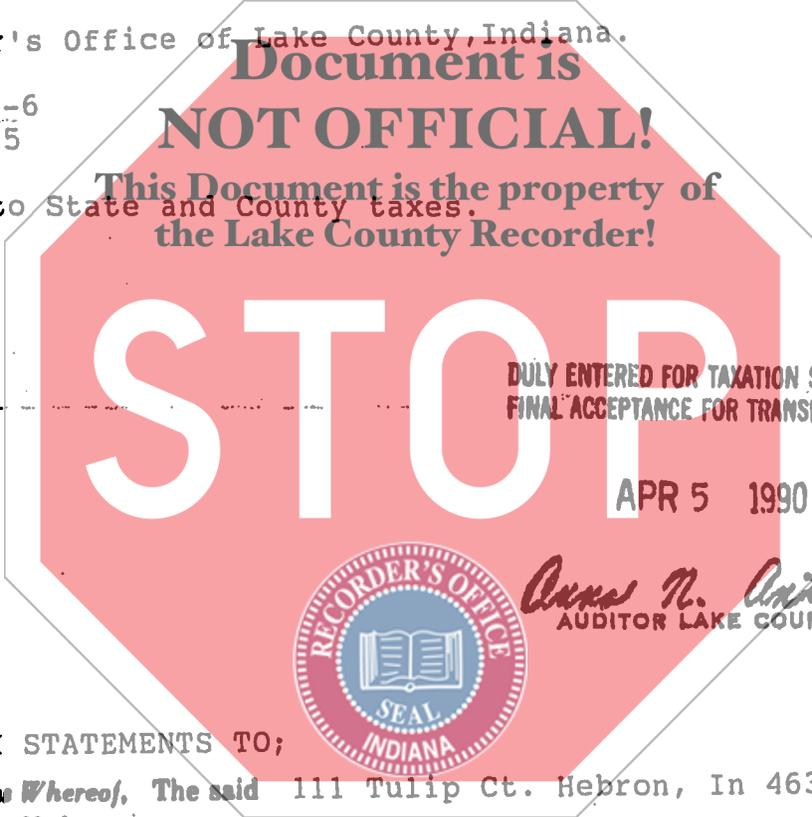 's Office of Lake County, Indiana.
Document is
NOT OFFICIAL!
-6
5
This Document is the property of
o State and County taxes.
the Lake County Recorder!
STOP
DULY ENTERED FOR TAXATION S
FINAL ACCEPTANCE FOR TRANS
APR 5 1990
Anna N.
AUDITOR LAKE COU
RECORDER'S OFFICE
SEAL
INDIANA
STATEMENTS TO;
Whereof, The said 111 Tulip Ct. Hebron, In 463